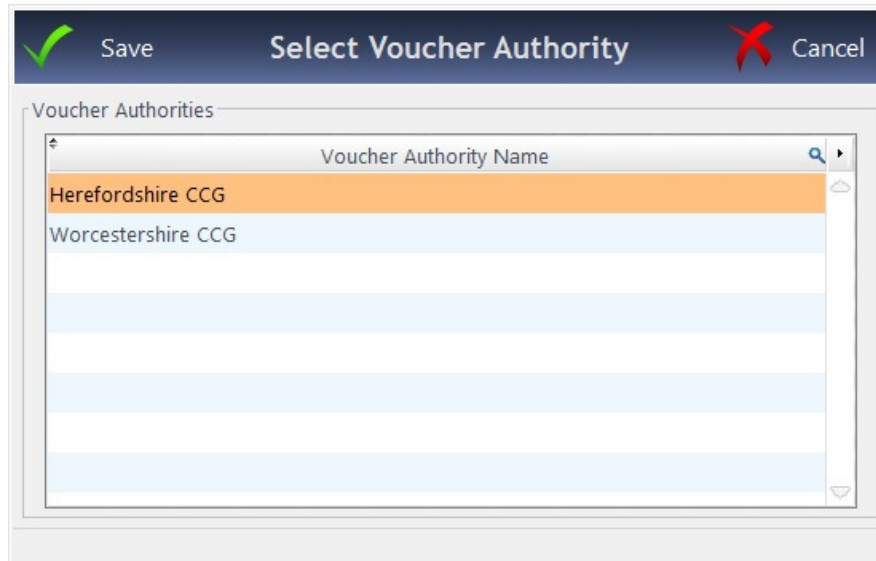 Save Select Voucher Authority Cancel
Voucher Authorities
Voucher Authority Name
Herefordshire CCG
Worcestershire CCG